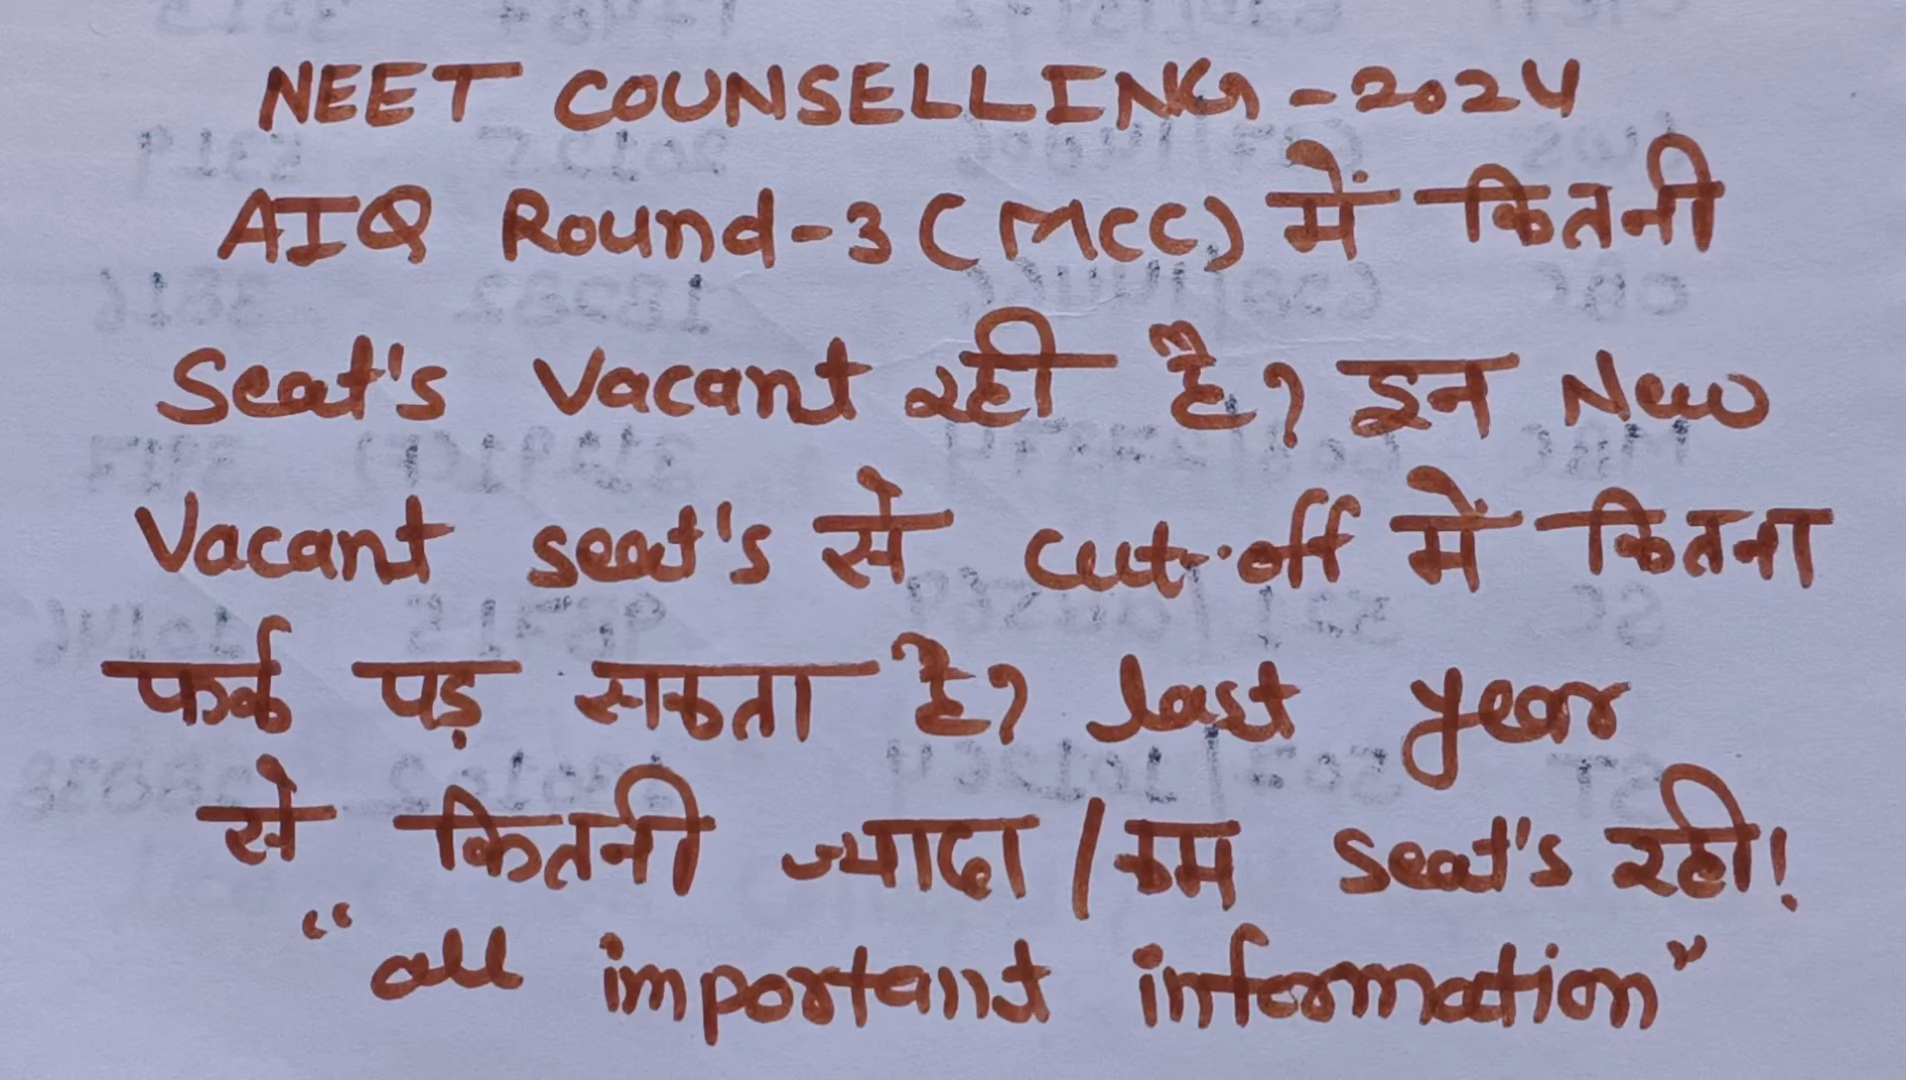 NEET COUNSELLING - 2024
AIQ Round-3 (MCC) में कितनी
Seat's Vacant रही है? इन New
Vacant seat's से cut-off में कितना
फर्क पड़ सकता है? last year
से कितनी ज्यादा / कम seat's रही!
"all important information"